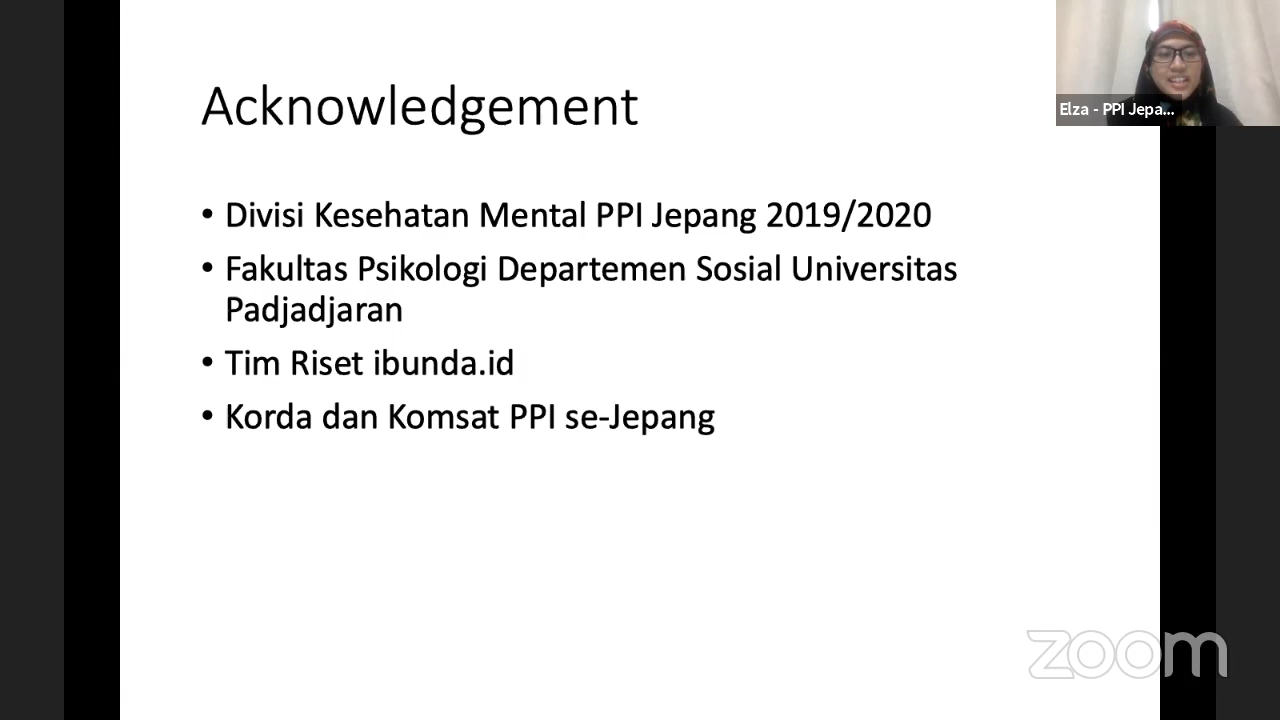 Acknowledgement
• Divisi Kesehatan Mental PPI Jepang 2019/2020
• Fakultas Psikologi Departemen Sosial Universitas
Padjadjaran
• Tim Riset ibunda.id
• Korda dan Komsat PPI se-Jepang
Elza - PPI Jepa...
zoom